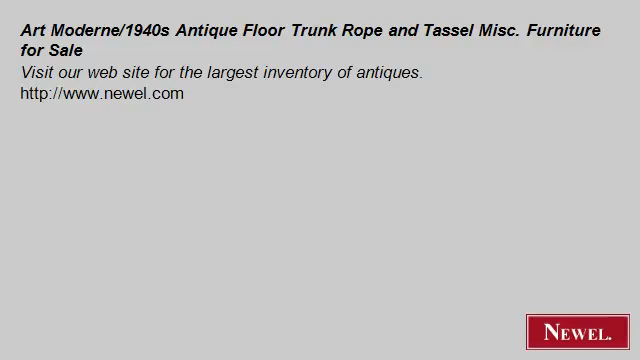 Art Moderne/1940s Antique Floor Trunk Rope and Tassel Misc. Furniture
for Sale
Visit our web site for the largest inventory of antiques.
http://www.newel.com
NEWEL.